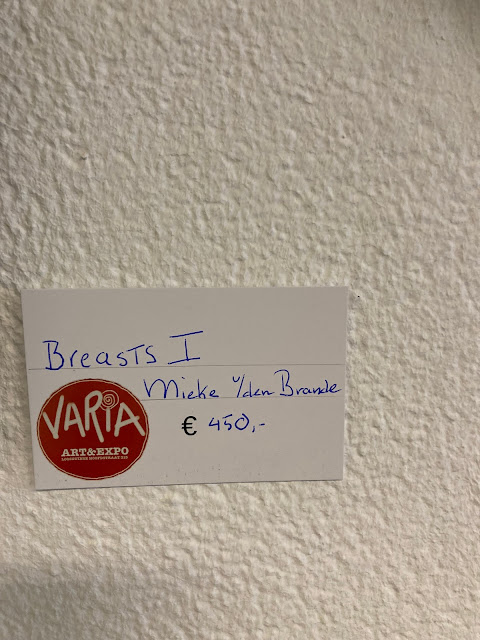 Breasts I
Mieke v/den Brande
€ 450,-
VARiA
ART&EXPO